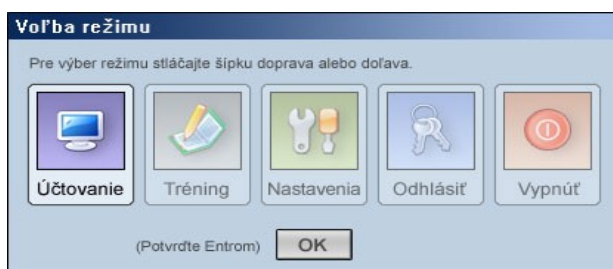 Voľba režimu
Pre výber režimu stláčajte šípku doprava alebo doľava.
Účtovanie Tréning Nastavenia Odhlásiť Vypnúť
(Potvrďte Entrom) OK